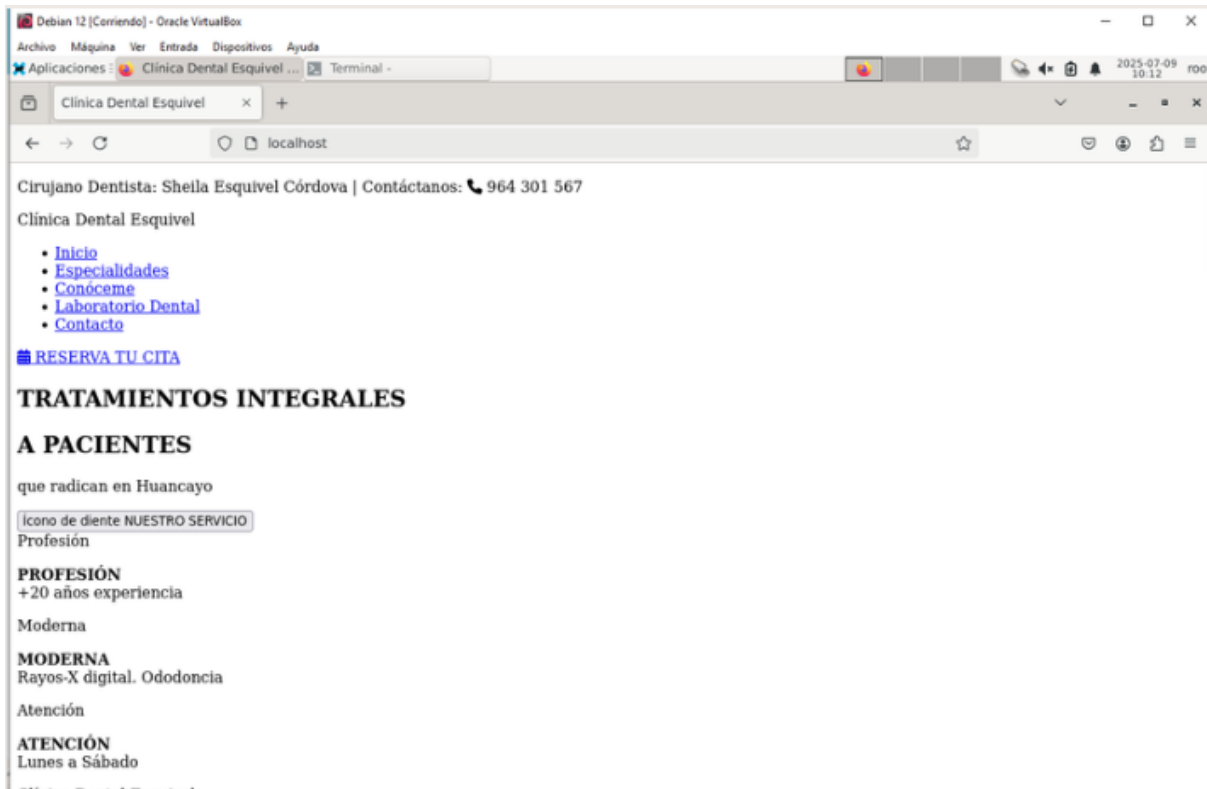 Debian 12 [Corriendo] - Oracle VirtualBox
Archivo Máquina Ver Entrada Dispositivos Ayuda
Aplicaciones Clínica Dental Esquivel ... Terminal - 2025-07-09 10:12 roo
Clínica Dental Esquivel
localhost
Cirujano Dentista: Sheila Esquivel Córdova | Contáctanos: 964 301 567
Clínica Dental Esquivel
Inicio
Especialidades
Conóceme
Laboratorio Dental
Contacto
RESERVA TU CITA
TRATAMIENTOS INTEGRALES
A PACIENTES
que radican en Huancayo
Ícono de diente NUESTRO SERVICIO
Profesión
PROFESIÓN
+20 años experiencia
Moderna
MODERNA
Rayos-X digital. Ododoncia
Atención
ATENCIÓN
Lunes a Sábado